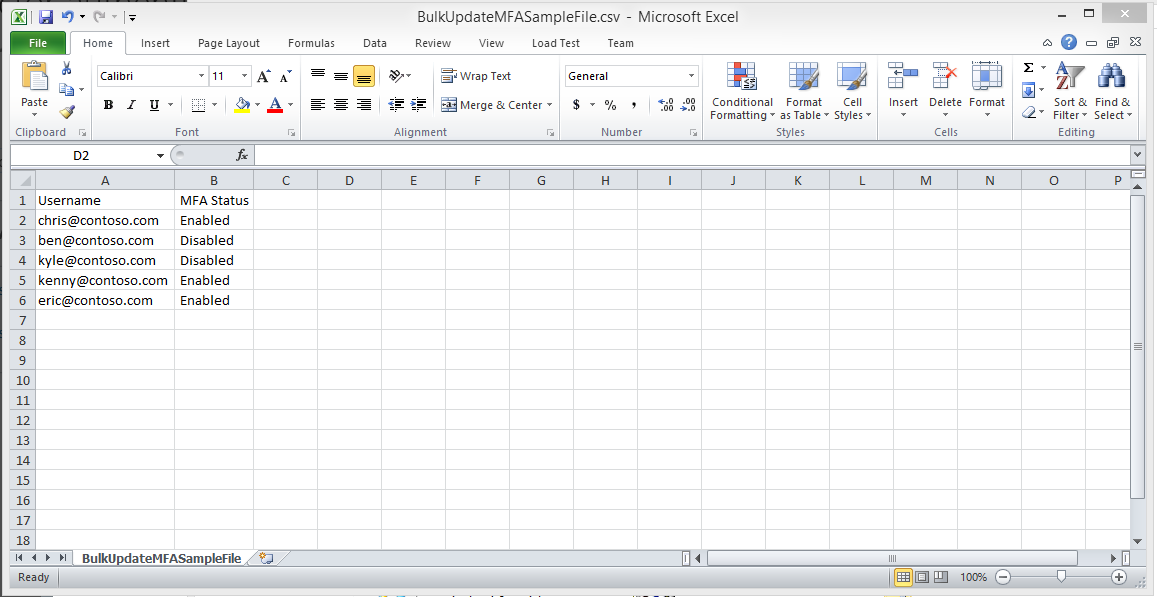 BulkUpdateMFASampleFile.csv - Microsoft Excel
File Home Insert Page Layout Formulas Data Review View Load Test Team
Paste Calibri 11 A A Wrap Text General Conditional Formatting Format as Table Cell Styles Insert Delete Format Σ Sort & Filter Find & Select
B I U A Merge & Center $ % ,
Clipboard Font Alignment Number Styles Cells Editing
D2 fx
A B C D E F G H I J K L M N O P
1 Username MFA Status
2 chris@contoso.com Enabled
3 ben@contoso.com Disabled
4 kyle@contoso.com Disabled
5 kenny@contoso.com Enabled
6 eric@contoso.com Enabled
7
8
9
10
11
12
13
14
15
16
17
18
BulkUpdateMFASampleFile
Ready 100%